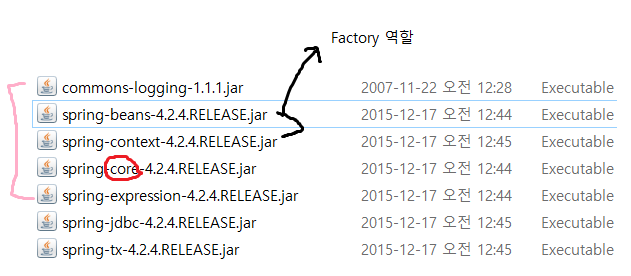 Factory 역할
commons-logging-1.1.1.jar 2007-11-22 오전 12:28 Executable
spring-beans-4.2.4.RELEASE.jar 2015-12-17 오전 12:44 Executable
spring-context-4.2.4.RELEASE.jar 2015-12-17 오전 12:45 Executable
spring-core-4.2.4.RELEASE.jar 2015-12-17 오전 12:44 Executable
spring-expression-4.2.4.RELEASE.jar 2015-12-17 오전 12:44 Executable
spring-jdbc-4.2.4.RELEASE.jar 2015-12-17 오전 12:45 Executable
spring-tx-4.2.4.RELEASE.jar 2015-12-17 오전 12:45 Executable